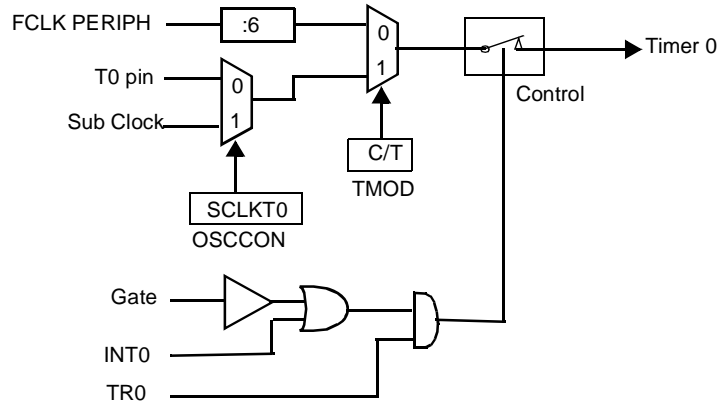 FCLK PERIPH
:6
0
1
Timer 0
T0 pin
0
1
Sub Clock
Control
C/T
TMOD
SCLKT0
OSCCON
Gate
INT0
TR0